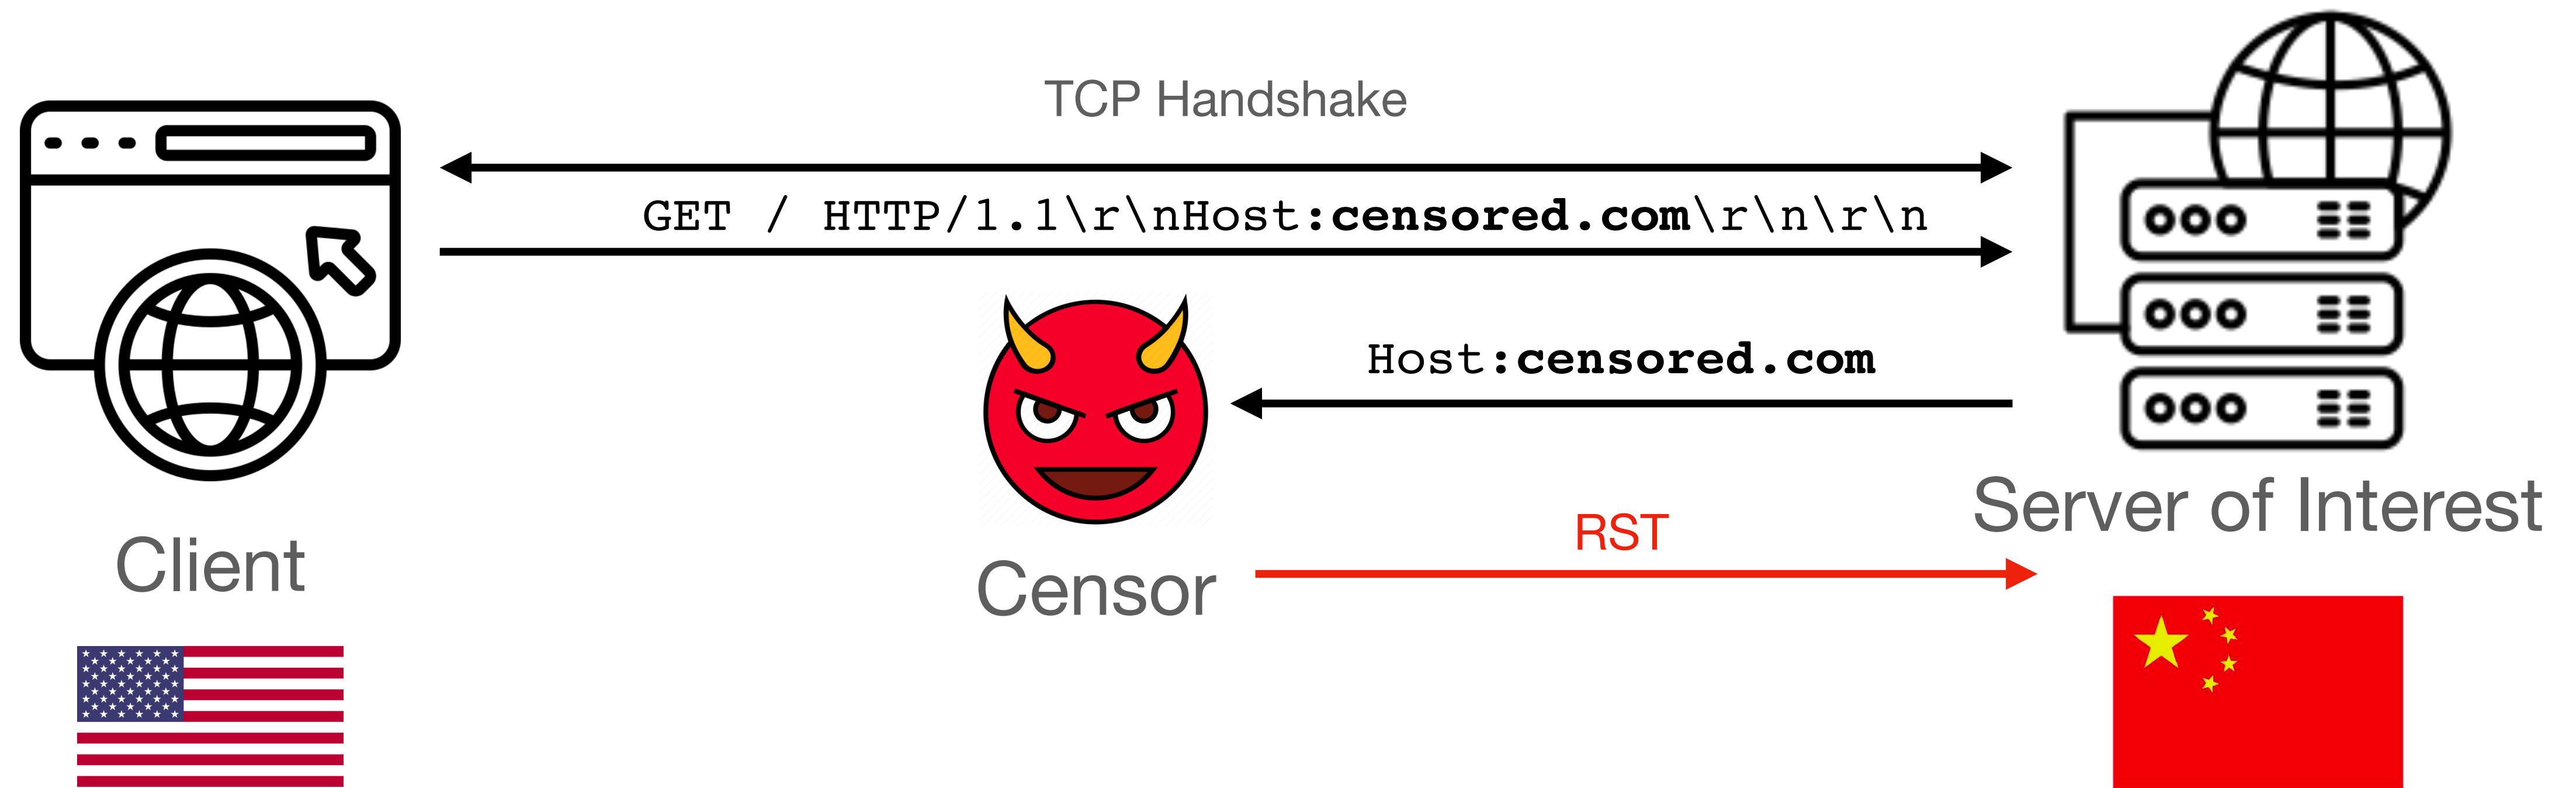 TCP Handshake
GET / HTTP/1.1\r\nHost:censored.com\r\n\r\n
Host:censored.com
Server of Interest
RST
Client
Censor